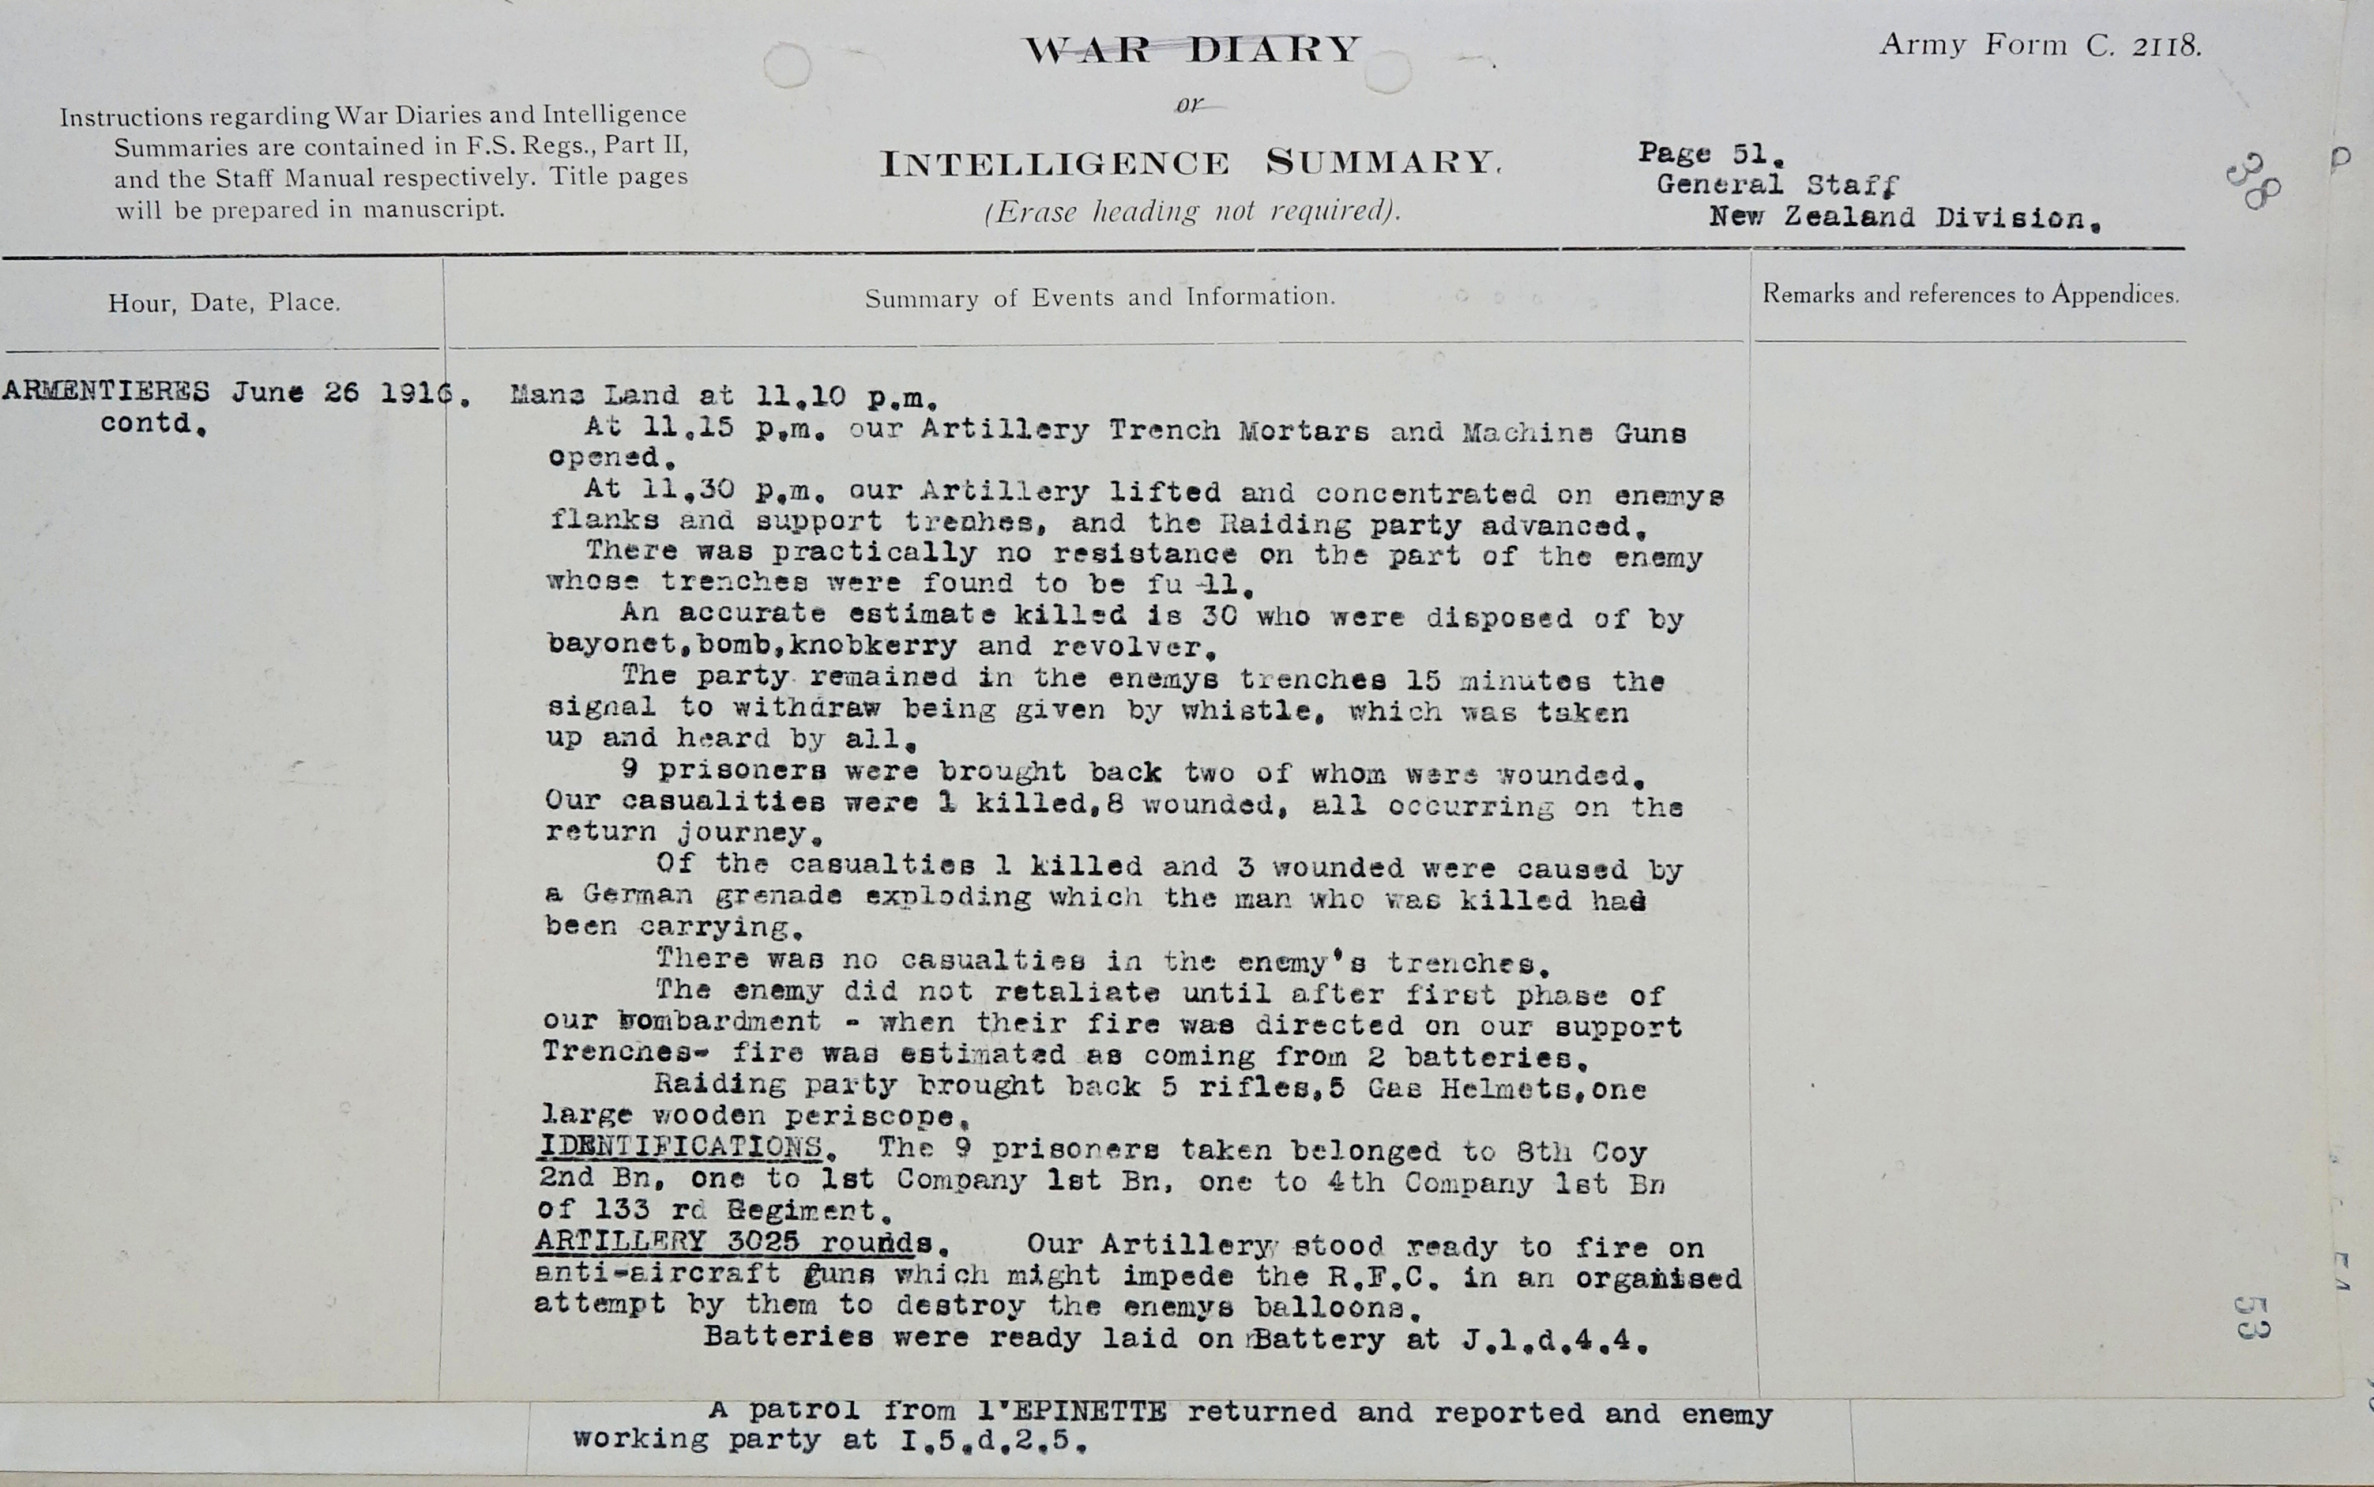 WAR DIARY
or
INTELLIGENCE SUMMARY.
(Erase heading not required).
Army Form C. 2118.
Instructions regarding War Diaries and Intelligence
Summaries are contained in F.S. Regs., Part II,
and the Staff Manual respectively. Title pages
will be prepared in manuscript.
Page 51.
General Staff
New Zealand Division.
38
Hour, Date, Place.
Summary of Events and Information.
Remarks and references to Appendices.
ARMENTIERES June 26 1916.
contd.
Mans Land at 11.10 p.m.
At 11.15 p.m. our Artillery Trench Mortars and Machine Guns
opened.
At 11.30 p.m. our Artillery lifted and concentrated on enemys
flanks and support trenhes, and the Raiding party advanced.
There was practically no resistance on the part of the enemy
whose trenches were found to be fu-ll.
An accurate estimate killed is 30 who were disposed of by
bayonet,bomb,knobkerry and revolver.
The party remained in the enemys trenches 15 minutes the
signal to withdraw being given by whistle, which was taken
up and heard by all.
9 prisoners were brought back two of whom were wounded.
Our casualities were 1 killed,8 wounded, all occurring on the
return journey.
Of the casualties 1 killed and 3 wounded were caused by
a German grenade exploding which the man who was killed had
been carrying.
There was no casualties in the enemy's trenches.
The enemy did not retaliate until after first phase of
our bombardment - when their fire was directed on our support
Trenches- fire was estimated as coming from 2 batteries.
Raiding party brought back 5 rifles,5 Gas Helmets,one
large wooden periscope.
IDENTIFICATIONS. The 9 prisoners taken belonged to 8th Coy
2nd Bn, one to 1st Company 1st Bn, one to 4th Company 1st Bn
of 133 rd Regiment.
ARTILLERY 3025 rounds. Our Artillery stood ready to fire on
anti-aircraft guns which might impede the R.F.C. in an organised
attempt by them to destroy the enemys balloons.
Batteries were ready laid on Battery at J.1.d.4.4.
53
A patrol from l'EPINETTE returned and reported and enemy
working party at I.5.d.2.5.